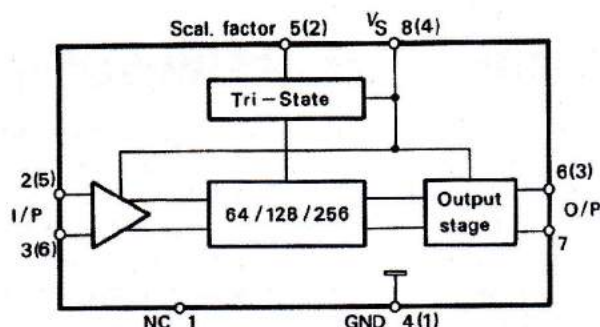 Scal. factor 5(2) VS 8(4)
Tri-State
2(5)
I/P
3(6)
64/128/256
Output
stage
6(3)
O/P
7
NC 1
GND 4(1)